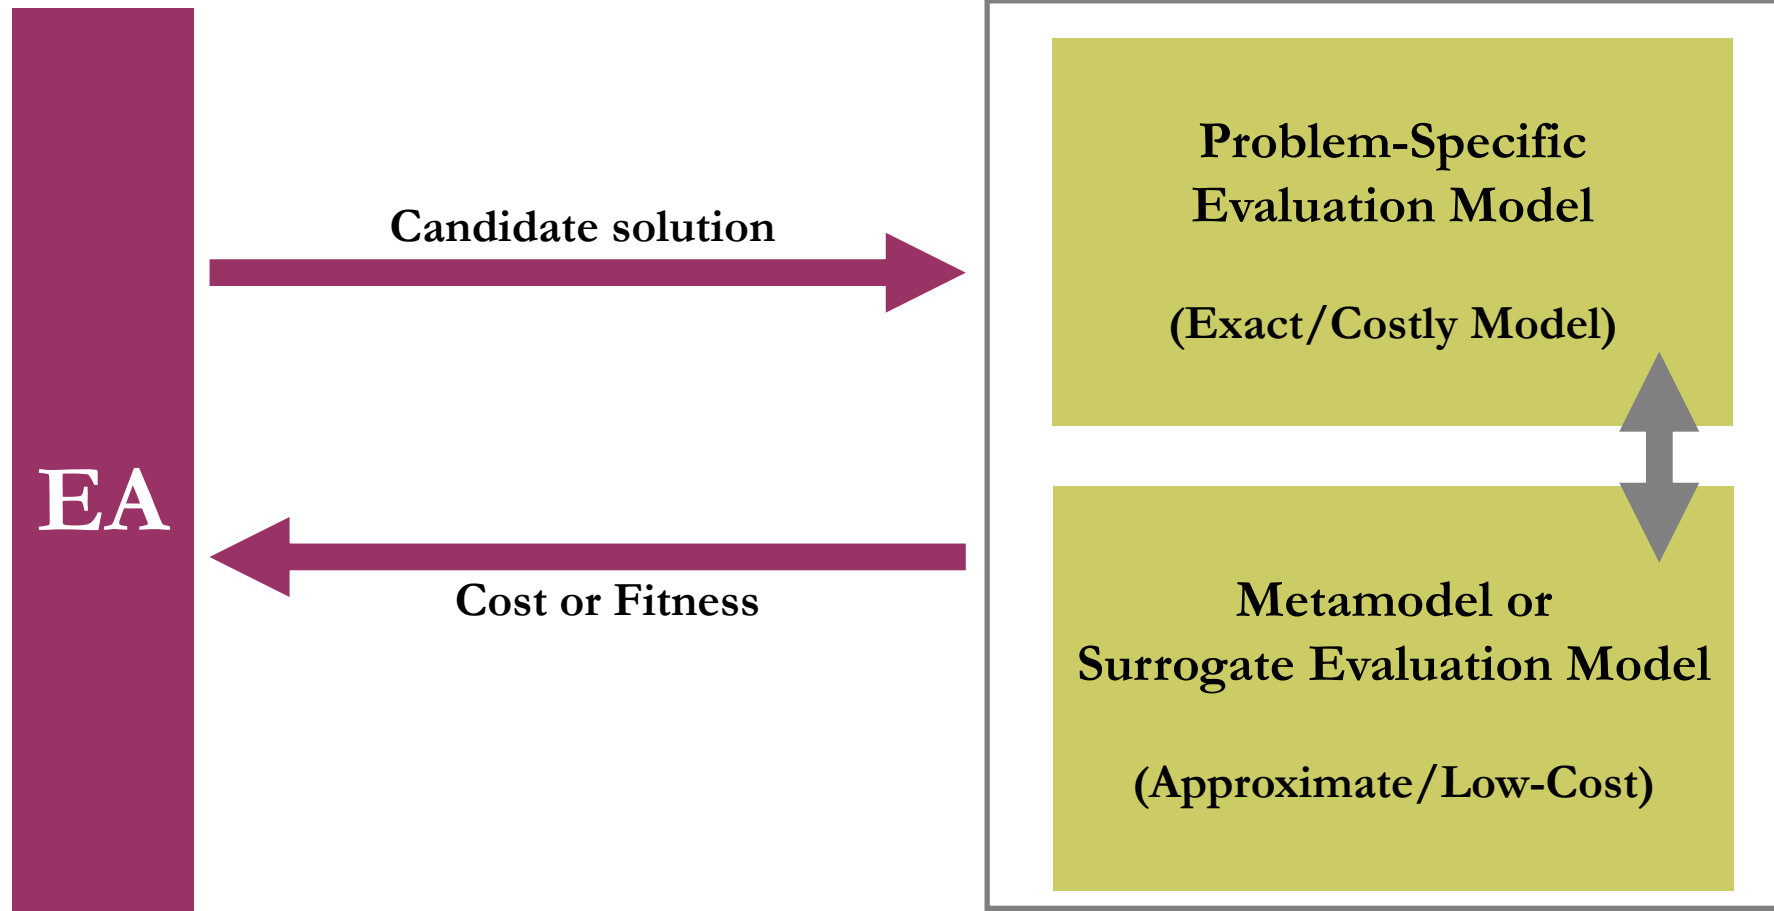 EA
Candidate solution
Cost or Fitness
Problem-Specific
Evaluation Model
(Exact/Costly Model)
Metamodel or
Surrogate Evaluation Model
(Approximate/Low-Cost)